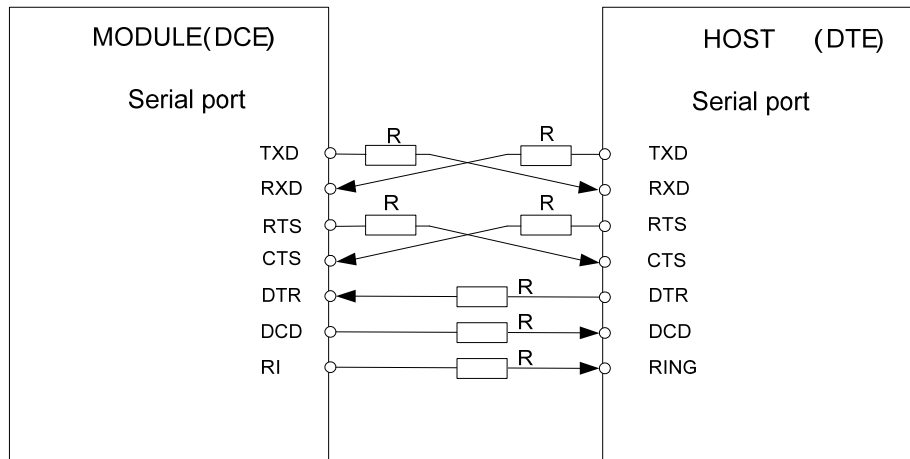 MODULE(DCE)
HOST (DTE)
Serial port
Serial port
R
R
TXD
TXD
RXD
RXD
R
R
RTS
RTS
CTS
CTS
DTR
R
DTR
DCD
R
DCD
RI
R
RING